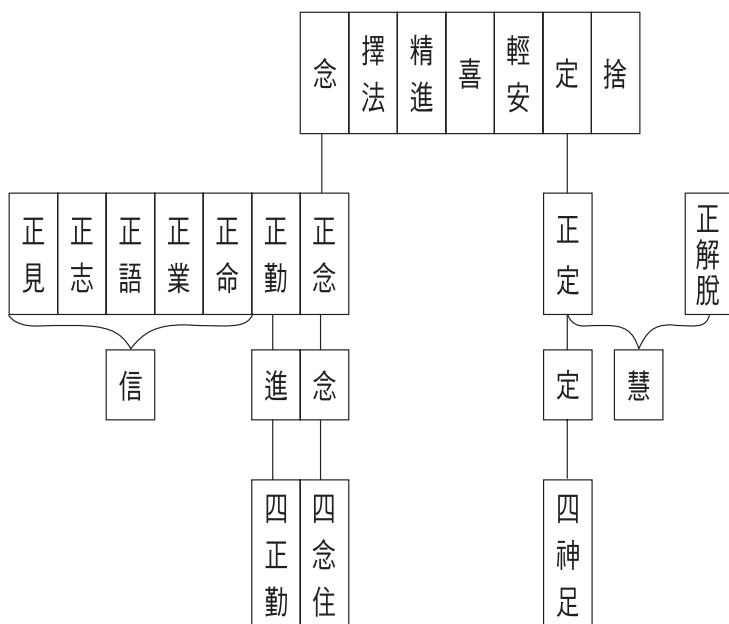 念
擇法
精進
喜
輕安
定
捨
正見
正志
正語
正業
正命
正勤
正念
正定
正解脫
信
進
念
定
慧
四正勤
四念住
四神足